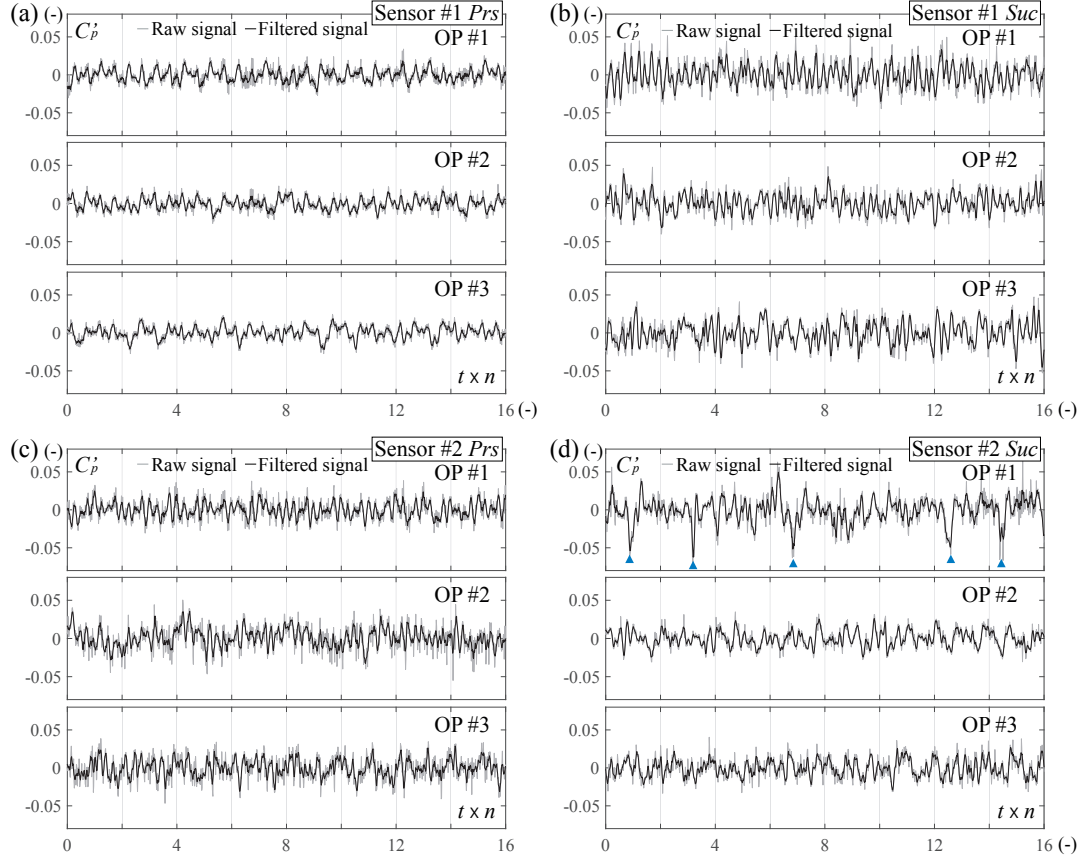 (a) (-) Sensor #1 Prs
C'p Raw signal Filtered signal OP #1
0.05
0
-0.05
OP #2
0.05
0
-0.05
OP #3
0.05
0
-0.05
t x n
0 4 8 12 16 (-)
(b) (-) Sensor #1 Suc
C'p Raw signal Filtered signal OP #1
0.05
0
-0.05
OP #2
0.05
0
-0.05
OP #3
0.05
0
-0.05
t x n
0 4 8 12 16 (-)
(c) (-) Sensor #2 Prs
C'p Raw signal Filtered signal OP #1
0.05
0
-0.05
OP #2
0.05
0
-0.05
OP #3
0.05
0
-0.05
t x n
0 4 8 12 16 (-)
(d) (-) Sensor #2 Suc
C'p Raw signal Filtered signal OP #1
0.05
0
-0.05
OP #2
0.05
0
-0.05
OP #3
0.05
0
-0.05
t x n
0 4 8 12 16 (-)